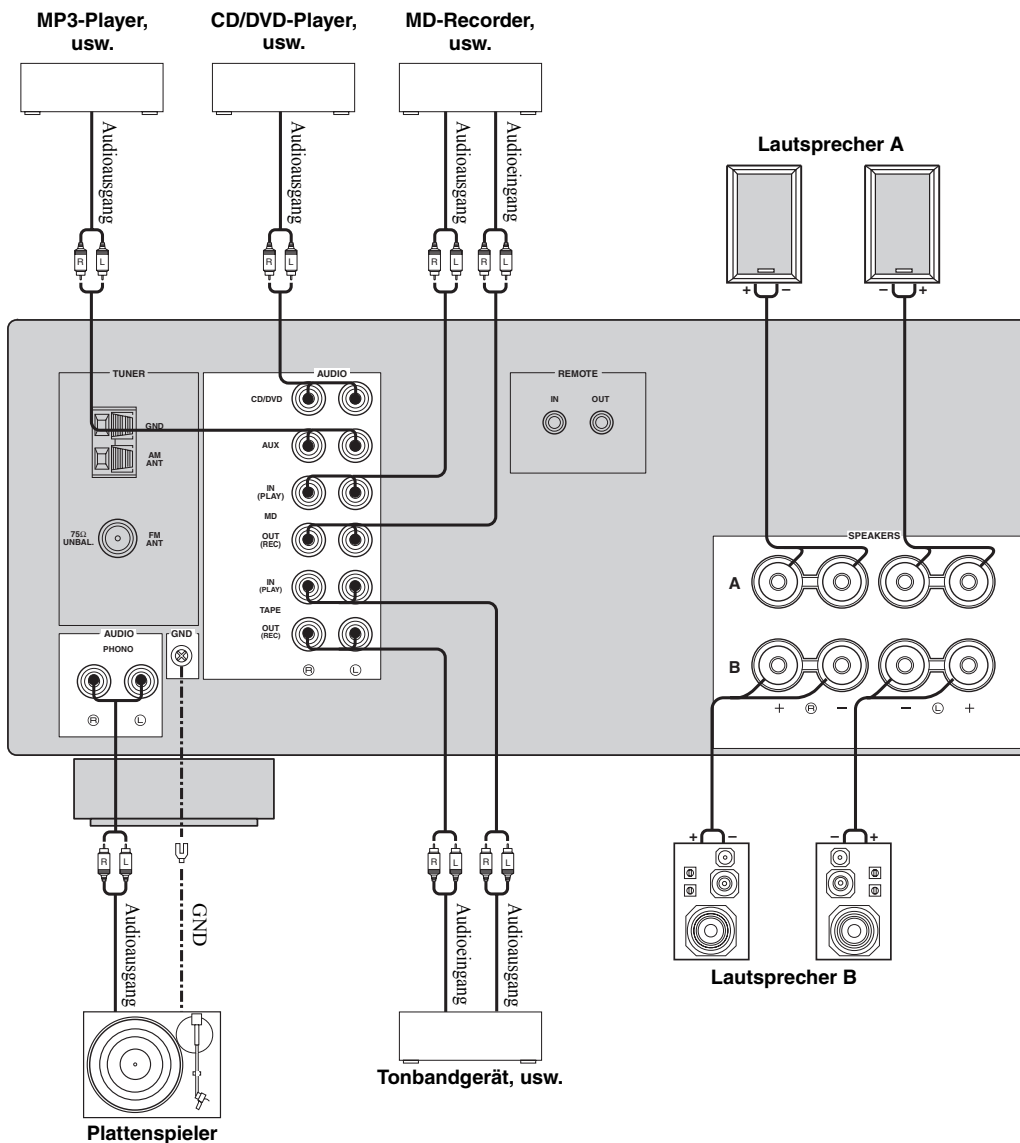 MP3-Player,
usw.
CD/DVD-Player,
usw.
MD-Recorder,
usw.
Audioausgang
Audioausgang
Audioausgang
Audioeingang
R L
R L
R L
R L
Lautsprecher A
+ − − +
TUNER
GND
AM
ANT
75Ω
UNBAL.
FM
ANT
AUDIO
CD/DVD
AUX
IN
(PLAY)
MD
OUT
(REC)
IN
(PLAY)
TAPE
OUT
(REC)
R L
REMOTE
IN OUT
SPEAKERS
A
B
+ R − − L +
AUDIO
PHONO
R L
GND
R L
Audioausgang
GND
R L
R L
Audioeingang
Audioausgang
+ − − +
Lautsprecher B
Tonbandgerät, usw.
Plattenspieler